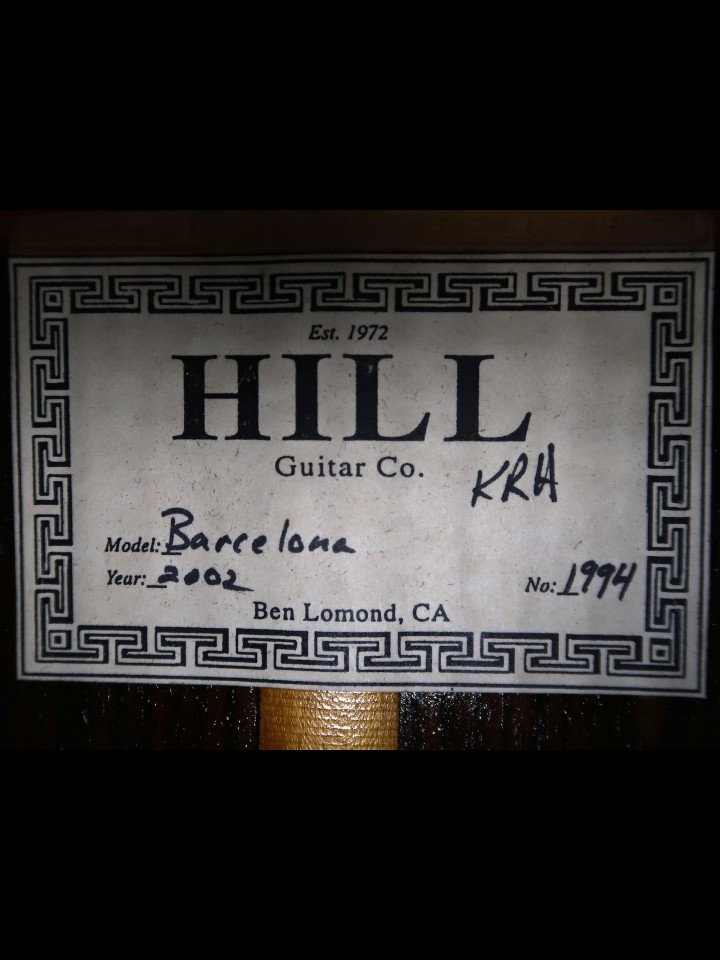 Est. 1972
HILL
Guitar Co.
KRH
Model: Barcelona
Year: 2002 No: 1994
Ben Lomond, CA